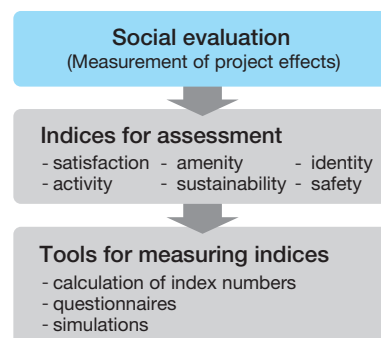 Social evaluation
(Measurement of project effects)
Indices for assessment
- satisfaction - amenity - identity
- activity - sustainability - safety
Tools for measuring indices
- calculation of index numbers
- questionnaires
- simulations